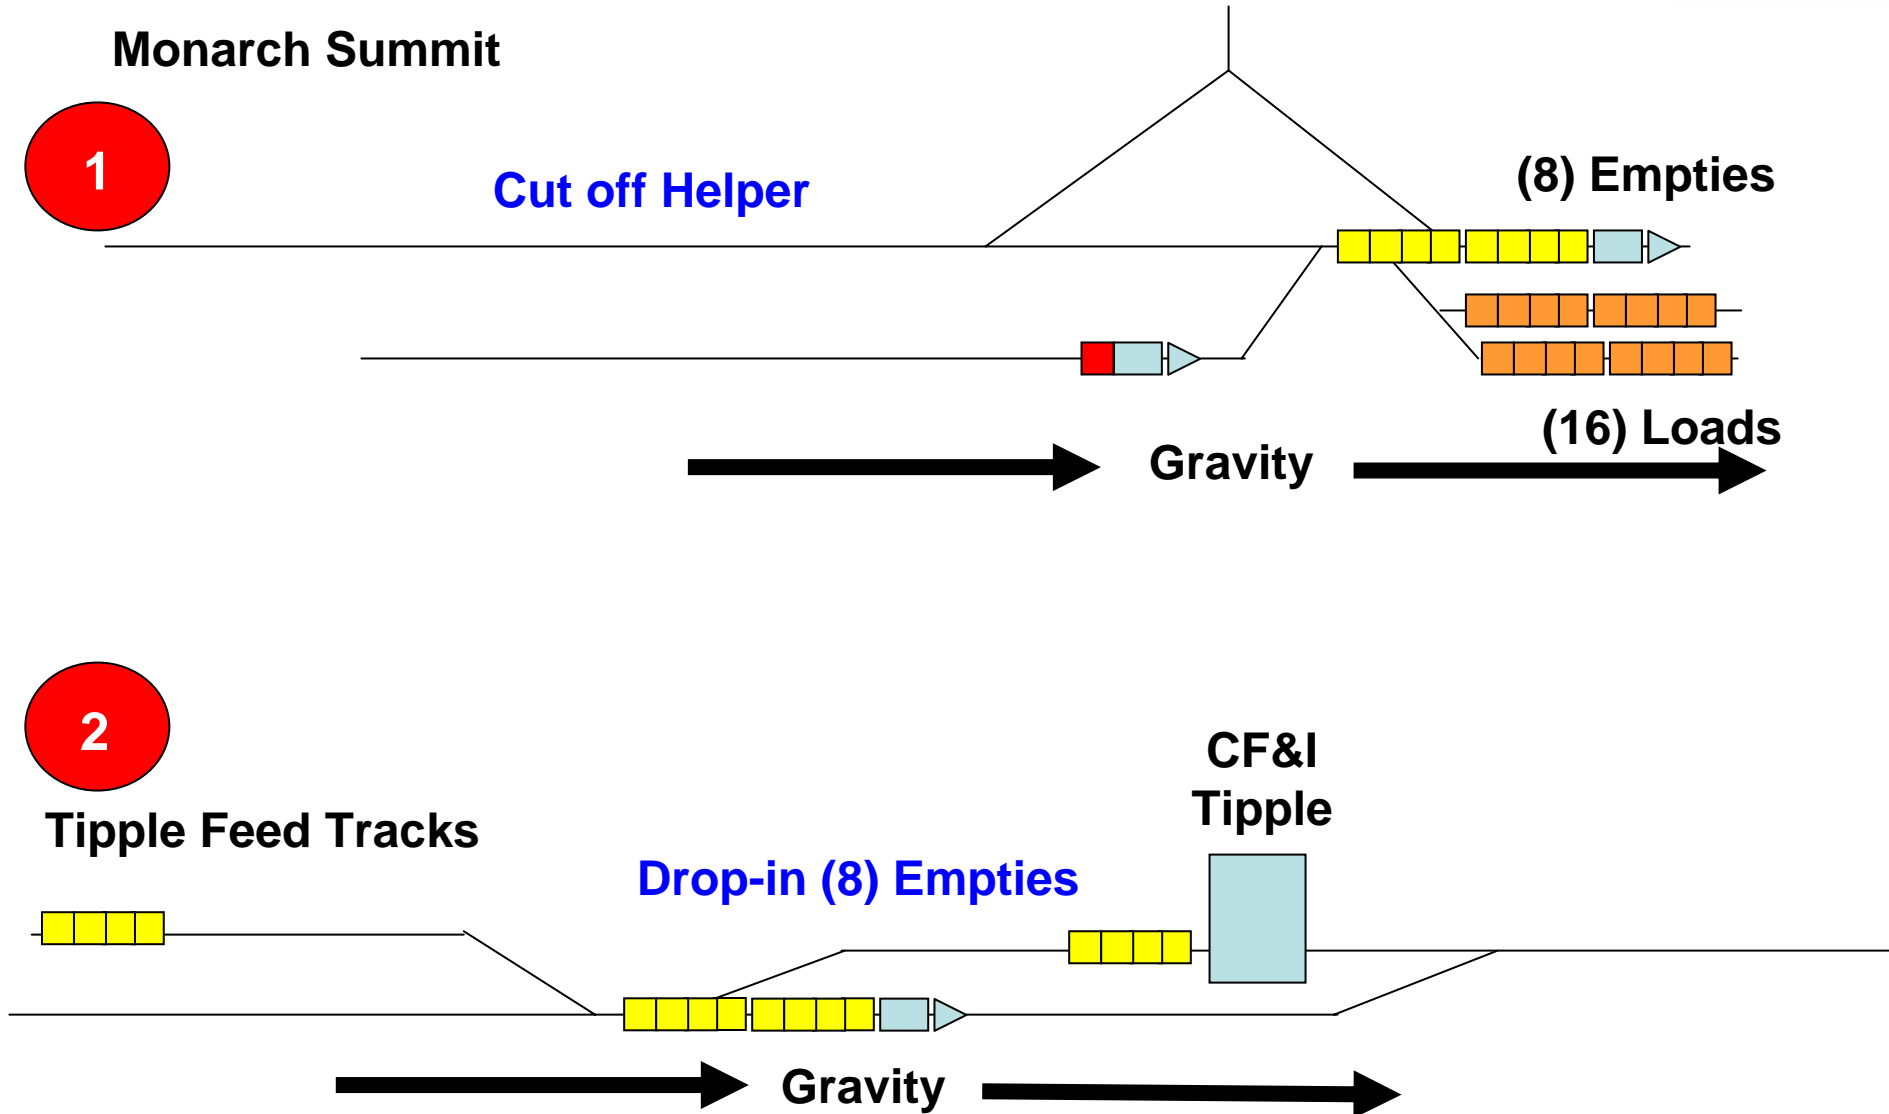 Monarch Summit
1
Cut off Helper
(8) Empties
(16) Loads
Gravity
2
CF&I
Tipple
Tipple Feed Tracks
Drop-in (8) Empties
Gravity